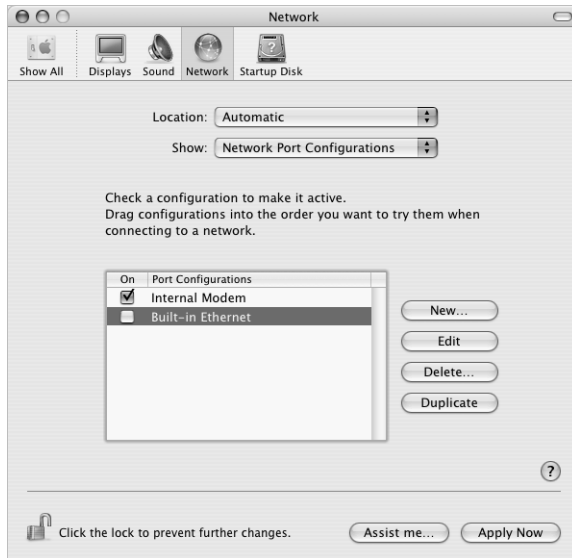 Network
Show All Displays Sound Network Startup Disk
Location: Automatic
Show: Network Port Configurations
Check a configuration to make it active.
Drag configurations into the order you want to try them when
connecting to a network.
On Port Configurations
Internal Modem
Built-in Ethernet
New...
Edit
Delete...
Duplicate
?
Click the lock to prevent further changes. Assist me... Apply Now